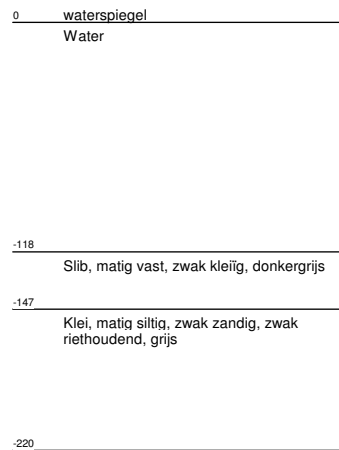 0 waterspiegel
Water
-118
Slib, matig vast, zwak kleiïg, donkergrijs
-147
Klei, matig siltig, zwak zandig, zwak
riethoudend, grijs
-220